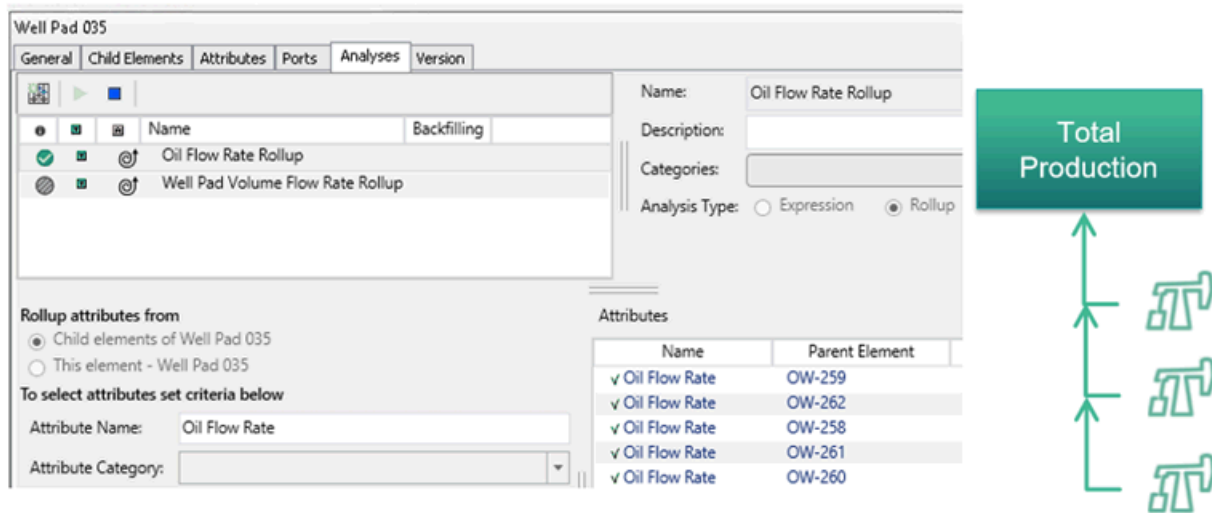 Well Pad 035
General Child Elements Attributes Ports Analyses Version
Name Backfilling
Oil Flow Rate Rollup
Well Pad Volume Flow Rate Rollup
Name: Oil Flow Rate Rollup
Description:
Categories:
Analysis Type: Expression Rollup
Rollup attributes from
Child elements of Well Pad 035
This element - Well Pad 035
To select attributes set criteria below
Attribute Name: Oil Flow Rate
Attribute Category:
Attributes
Name Parent Element
Oil Flow Rate OW-259
Oil Flow Rate OW-262
Oil Flow Rate OW-258
Oil Flow Rate OW-261
Oil Flow Rate OW-260
Total
Production